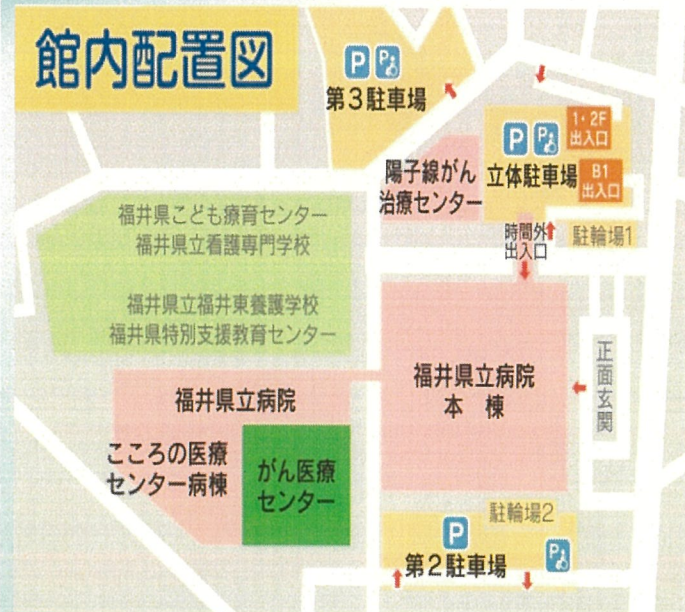 館内配置図
P
第3駐車場
P
1・2F
出入口
陽子線がん
治療センター
立体駐車場
B1
出入口
時間外
出入口
駐輪場1
福井県こども療育センター
福井県立看護専門学校
福井県立福井東養護学校
福井県特別支援教育センター
福井県立病院
本 棟
正面玄関
福井県立病院
こころの医療
センター病棟
がん医療
センター
駐輪場2
P
P
第2駐車場